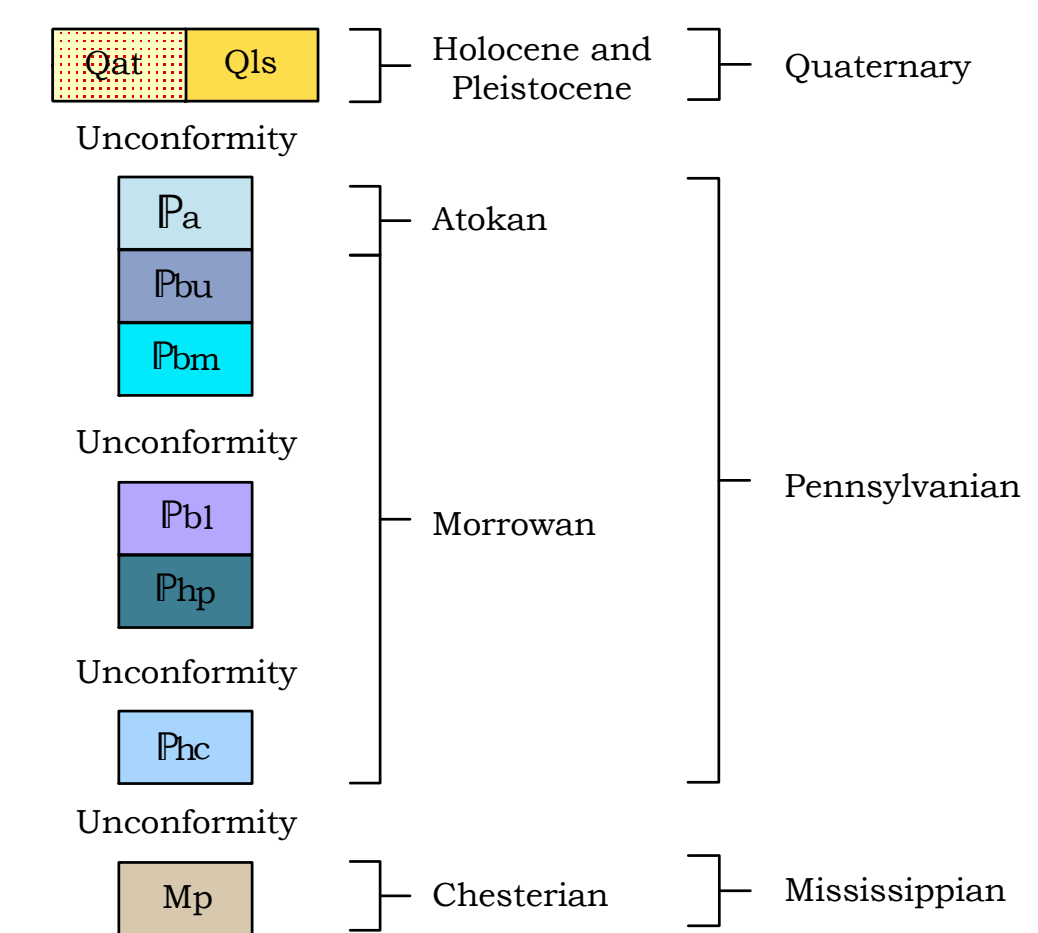 Qat Qls Holocene and
Pleistocene Quaternary
Unconformity
ℙa Atokan
ℙbu
ℙbm
Unconformity
ℙbl
Pennsylvanian
Morrowan
ℙhp
Unconformity
ℙhc
Unconformity
Mp Chesterian Mississippian